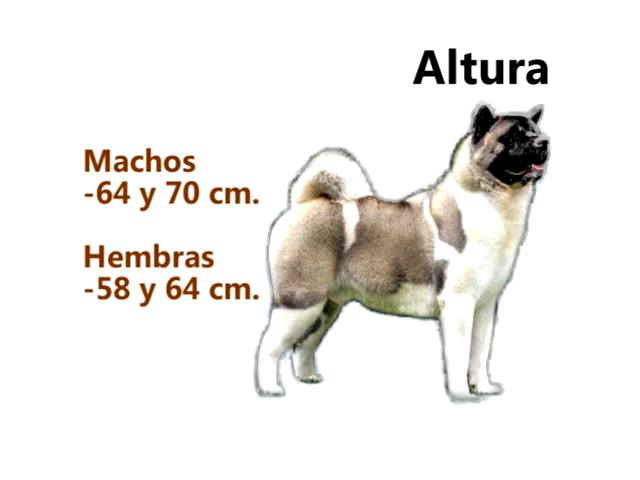 Altura
Machos
-64 y 70 cm.
Hembras
-58 y 64 cm.